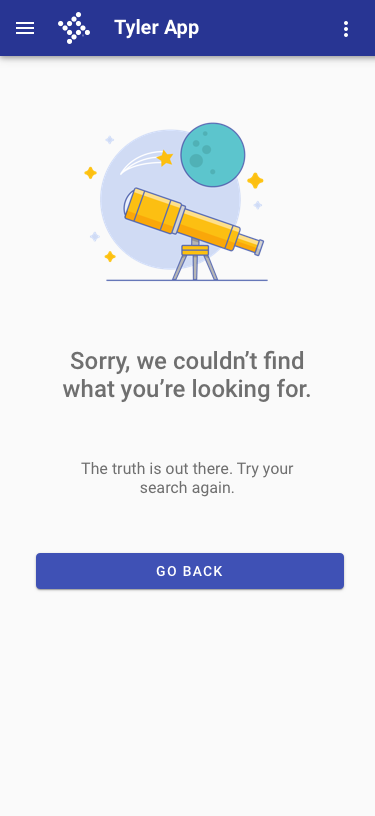 Tyler App
Sorry, we couldn’t find
what you’re looking for.
The truth is out there. Try your
search again.
GO BACK